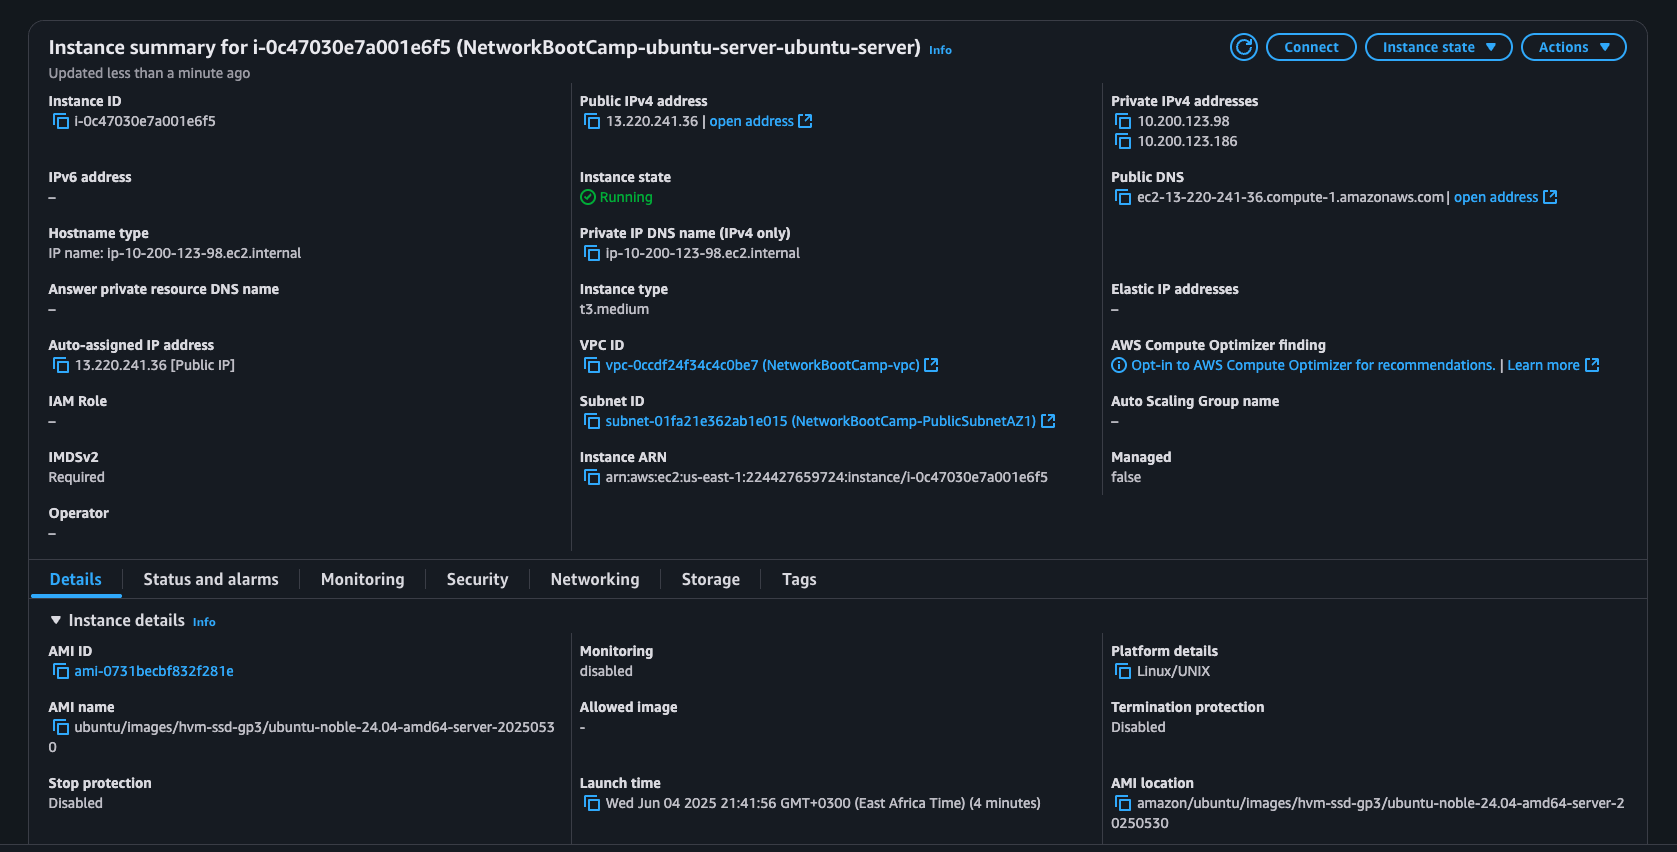 Instance summary for i-0c47030e7a001e6f5 (NetworkBootCamp-ubuntu-server-ubuntu-server) Info
Connect
Instance state
Actions
Updated less than a minute ago
Instance ID
i-0c47030e7a001e6f5
Public IPv4 address
13.220.241.36 | open address
Private IPv4 addresses
10.200.123.98
10.200.123.186
IPv6 address
–
Instance state
Running
Public DNS
ec2-13-220-241-36.compute-1.amazonaws.com | open address
Hostname type
IP name: ip-10-200-123-98.ec2.internal
Private IP DNS name (IPv4 only)
ip-10-200-123-98.ec2.internal
Answer private resource DNS name
–
Instance type
t3.medium
Elastic IP addresses
–
Auto-assigned IP address
13.220.241.36 [Public IP]
VPC ID
vpc-0ccdf24f34c4c0be7 (NetworkBootCamp-vpc)
AWS Compute Optimizer finding
Opt-in to AWS Compute Optimizer for recommendations. | Learn more
IAM Role
–
Subnet ID
subnet-01fa21e362ab1e015 (NetworkBootCamp-PublicSubnetAZ1)
Auto Scaling Group name
–
IMDSv2
Required
Instance ARN
arn:aws:ec2:us-east-1:224427659724:instance/i-0c47030e7a001e6f5
Managed
false
Operator
–
Details
Status and alarms
Monitoring
Security
Networking
Storage
Tags
Instance details Info
AMI ID
ami-0731becbf832f281e
Monitoring
disabled
Platform details
Linux/UNIX
AMI name
ubuntu/images/hvm-ssd-gp3/ubuntu-noble-24.04-amd64-server-2025053
0
Allowed image
-
Termination protection
Disabled
Stop protection
Disabled
Launch time
Wed Jun 04 2025 21:41:56 GMT+0300 (East Africa Time) (4 minutes)
AMI location
amazon/ubuntu/images/hvm-ssd-gp3/ubuntu-noble-24.04-amd64-server-2
0250530